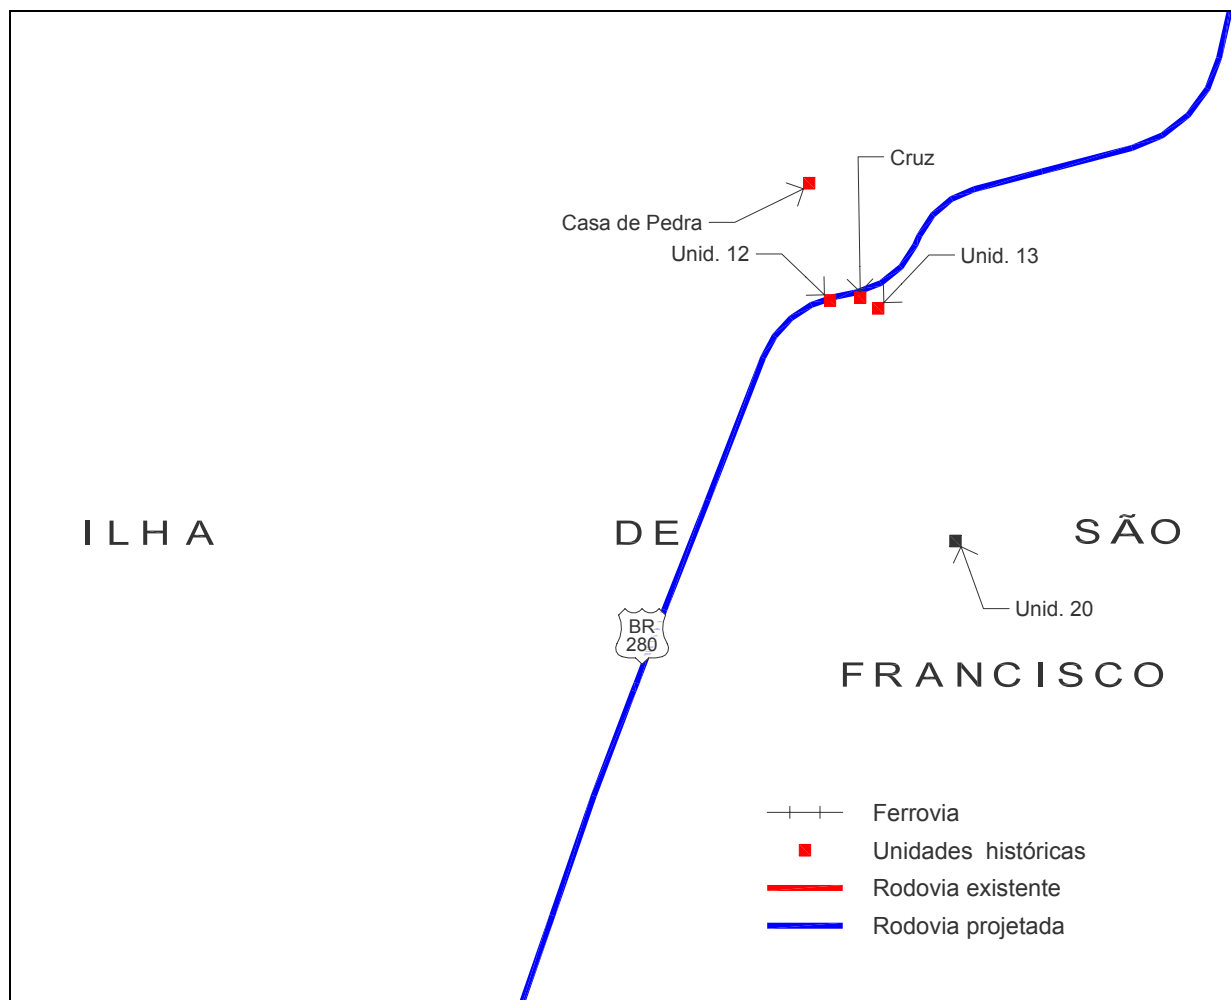 Cruz
Casa de Pedra
Unid. 12
Unid. 13
ILHA DE SÃO
Unid. 20
BR
280
FRANCISCO
Ferrovia
Unidades históricas
Rodovia existente
Rodovia projetada